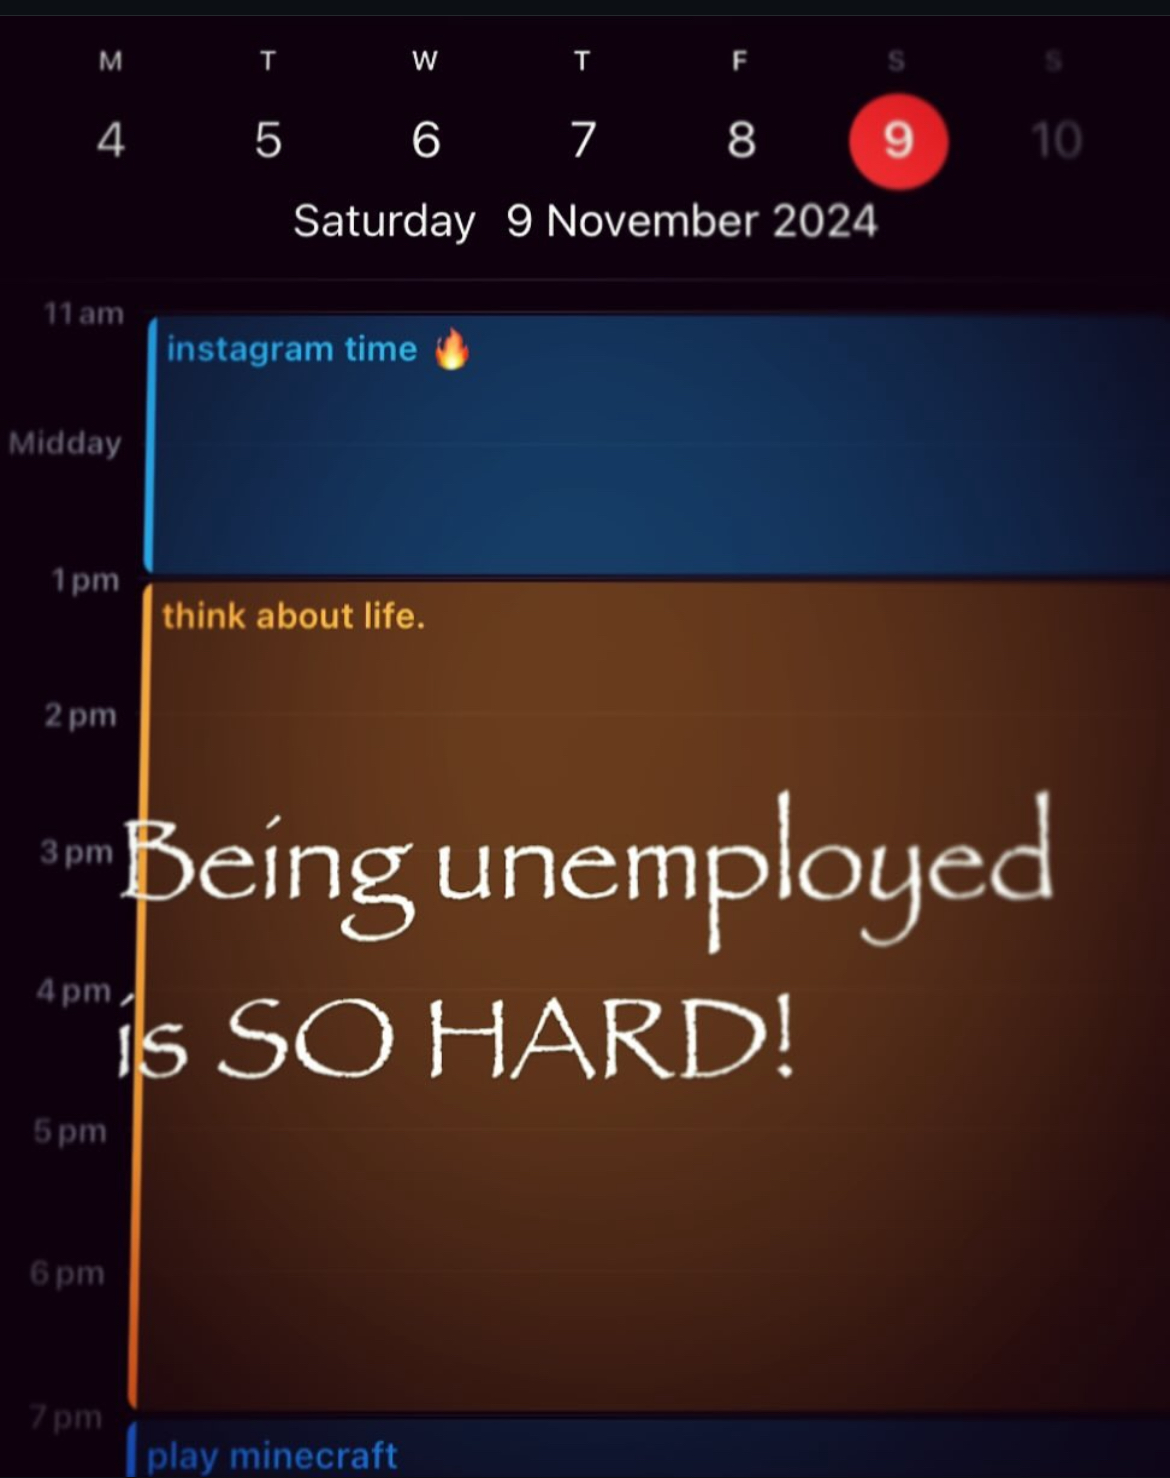 M T W T F S S
4 5 6 7 8 9 10
Saturday 9 November 2024
11 am
instagram time 🔥
Midday
1 pm
think about life.
2 pm
3 pm
Being unemployed
4 pm
is SO HARD!
5 pm
6 pm
7 pm
play minecraft